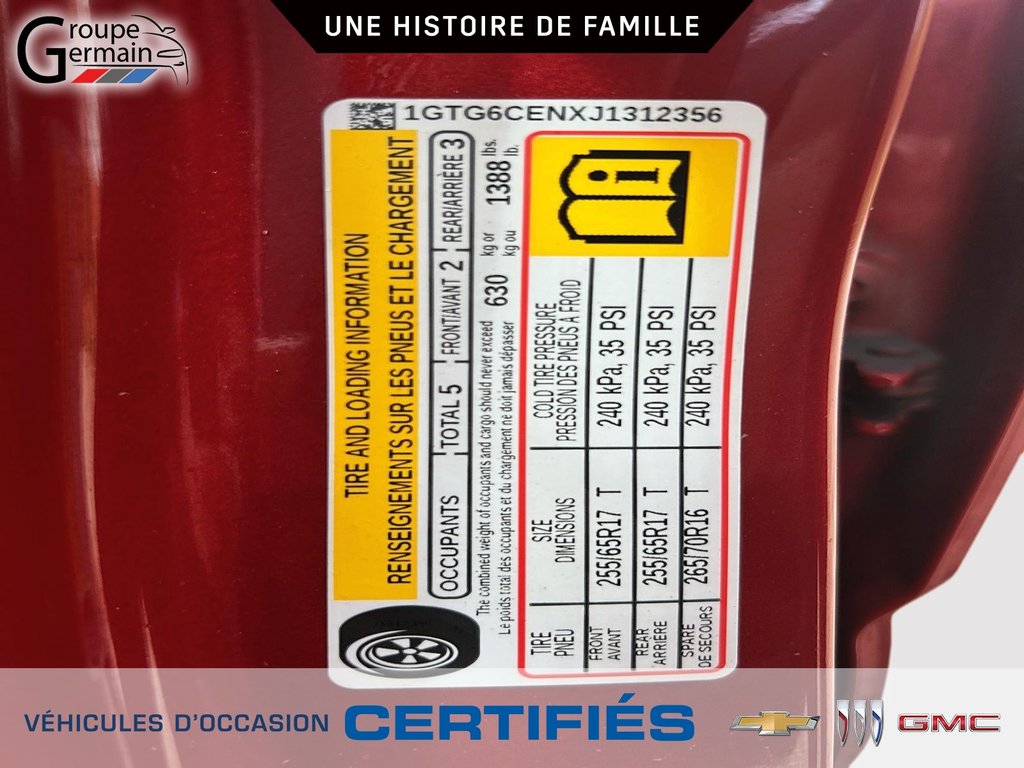 Groupe
Germain
UNE HISTOIRE DE FAMILLE
1GTG6CENXJ1312356
TIRE AND LOADING INFORMATION
RENSEIGNEMENTS SUR LES PNEUS ET LE CHARGEMENT
OCCUPANTS TOTAL 5 FRONT/AVANT 2 REAR/ARRIÈRE 3
The combined weight of occupants and cargo should never exceed 630 kg or 1388 lbs.
Le poids total des occupants et du chargement ne doit jamais dépasser kg ou lb.
TIRE SIZE COLD TIRE PRESSURE
PNEU DIMENSIONS PRESSION DES PNEUS À FROID
FRONT
AVANT 255/65R17 T 240 kPa, 35 PSI
REAR
ARRIÈRE 255/65R17 T 240 kPa, 35 PSI
SPARE
DE SECOURS 265/70R16 T 240 kPa, 35 PSI
VÉHICULES D'OCCASION CERTIFIÉS
GMC